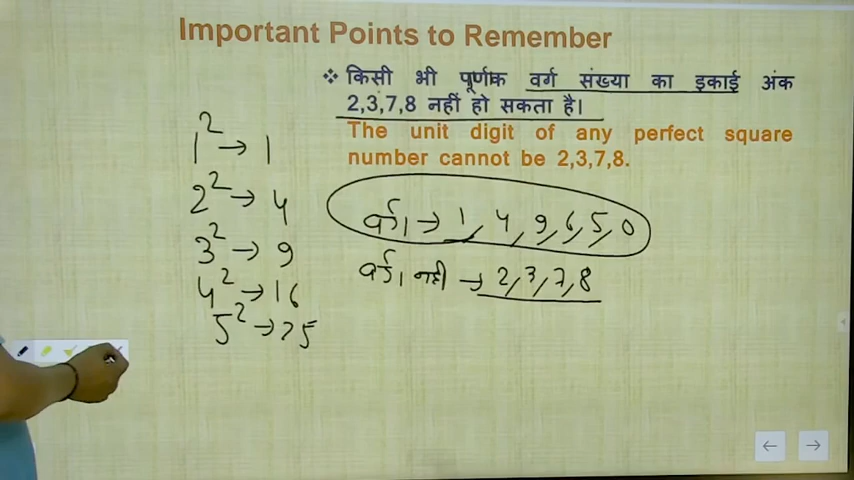 Important Points to Remember
❖ किसी भी पूर्णांक वर्ग संख्या का इकाई अंक
2,3,7,8 नहीं हो सकता है।
The unit digit of any perfect square
number cannot be 2,3,7,8.
1² → 1
2² → 4
3² → 9
4² → 16
5² → 25
वर्ग → 1, 4, 9, 6, 5, 0
वर्ग नही → 2, 3, 7, 8